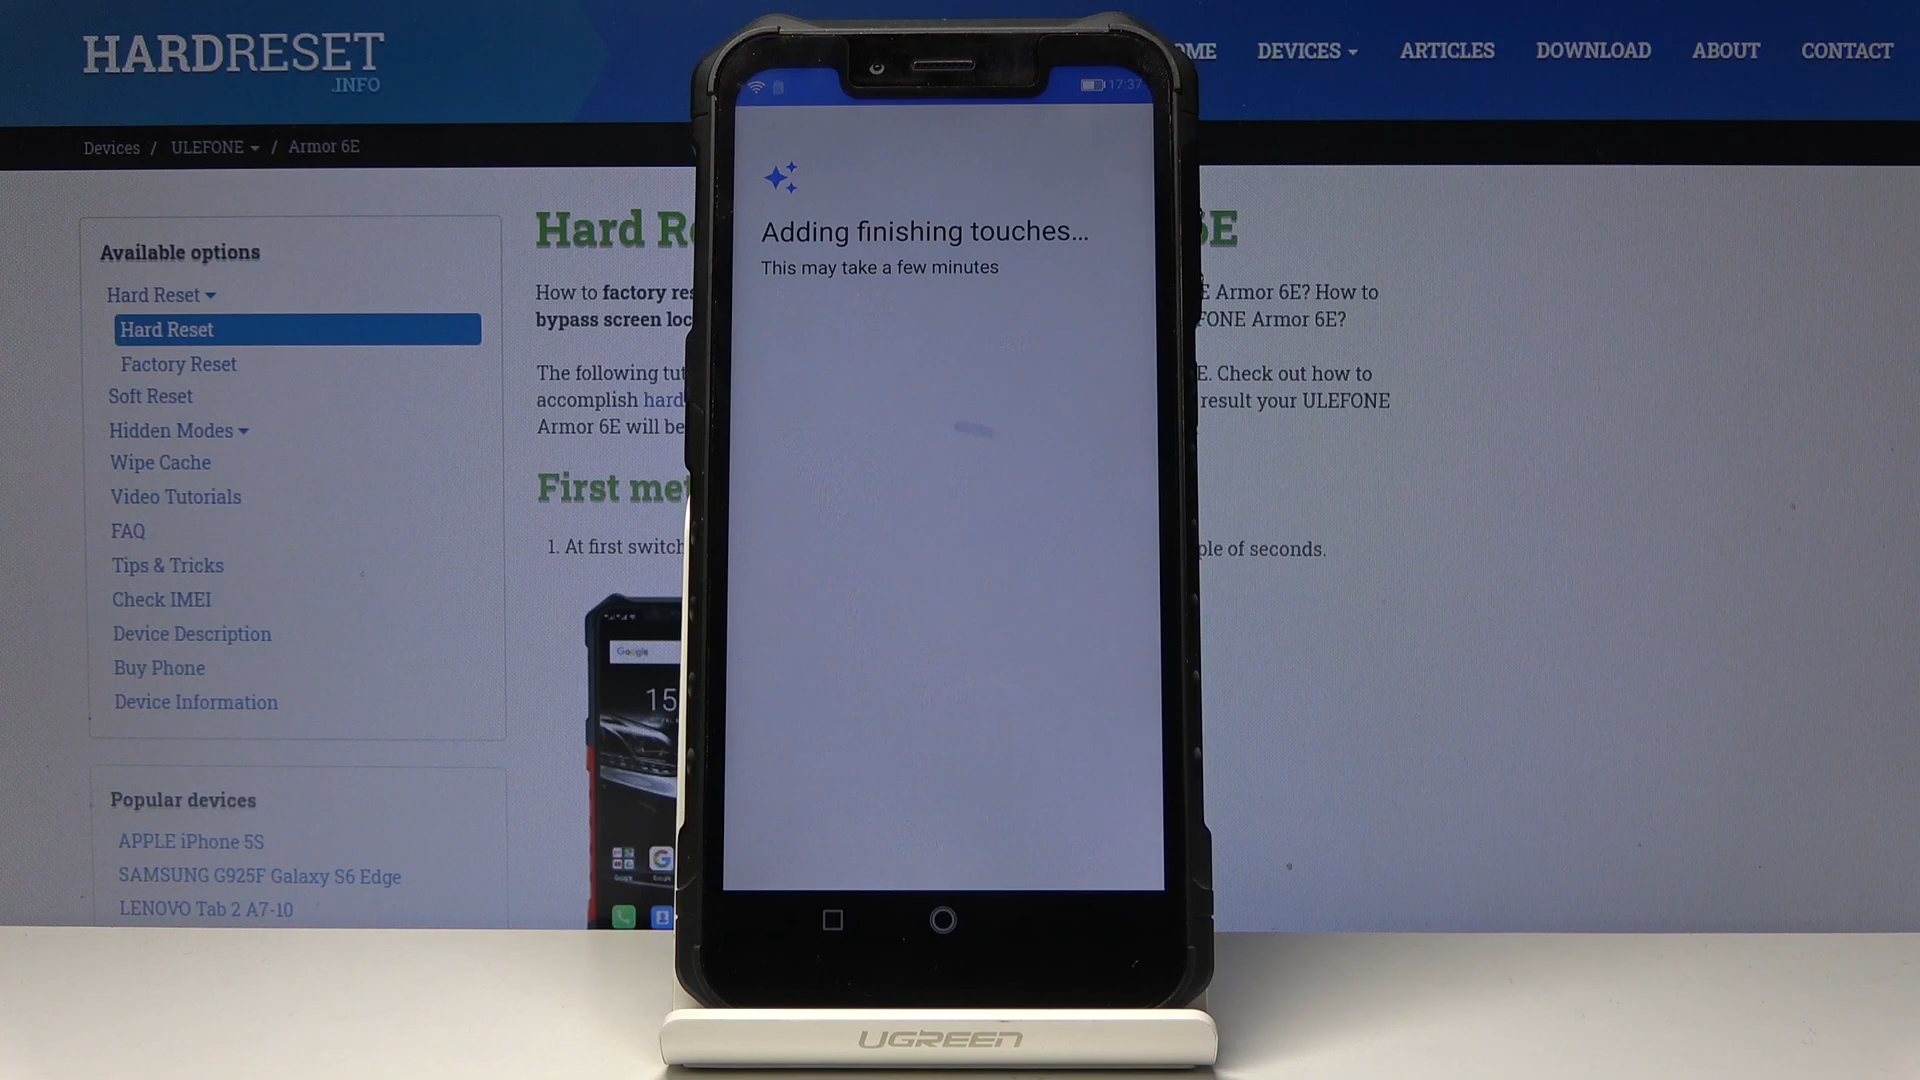 HARDRESET
.INFO
OME DEVICES ARTICLES DOWNLOAD ABOUT CONTACT
Devices / ULEFONE / Armor 6E
Available options
Hard Reset
Hard Reset
Factory Reset
Soft Reset
Hidden Modes
Wipe Cache
Video Tutorials
FAQ
Tips & Tricks
Check IMEI
Device Description
Buy Phone
Device Information
Popular devices
APPLE iPhone 5S
SAMSUNG G925F Galaxy S6 Edge
LENOVO Tab 2 A7-10
Hard Re 6E
How to factory res E Armor 6E? How to
bypass screen loc FONE Armor 6E?
The following tut E. Check out how to
accomplish hard result your ULEFONE
Armor 6E will be
First met
1. At first switch ple of seconds.
Google
15
17:37
Adding finishing touches...
This may take a few minutes
UGREEN